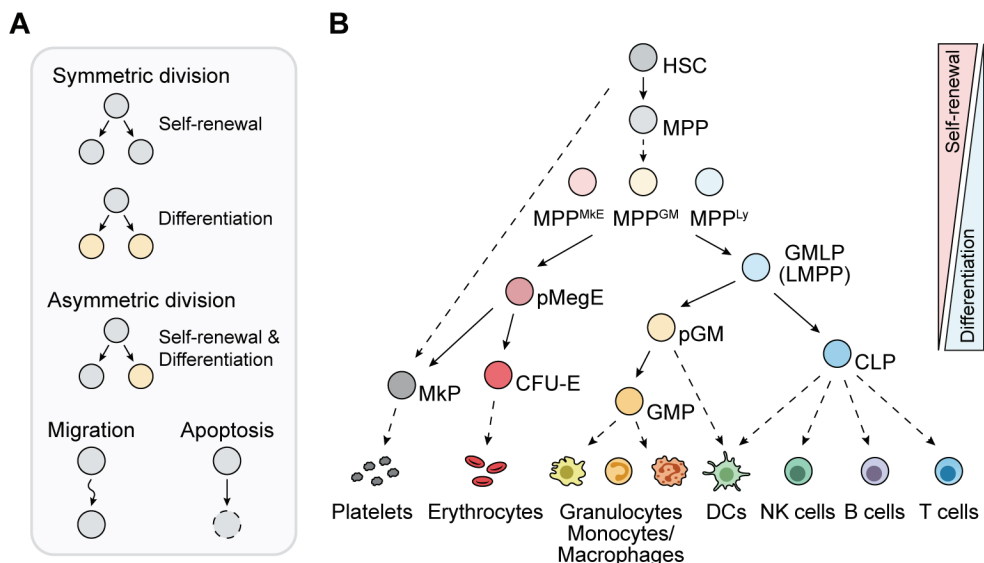 A
Symmetric division
Self-renewal
Differentiation
Asymmetric division
Self-renewal &
Differentiation
Migration
Apoptosis
B
HSC
MPP
MPP^MkE
MPP^GM
MPP^Ly
GMLP
(LMPP)
pMegE
pGM
CLP
MkP
CFU-E
GMP
Platelets
Erythrocytes
Granulocytes
Monocytes/
Macrophages
DCs
NK cells
B cells
T cells
Self-renewal
Differentiation